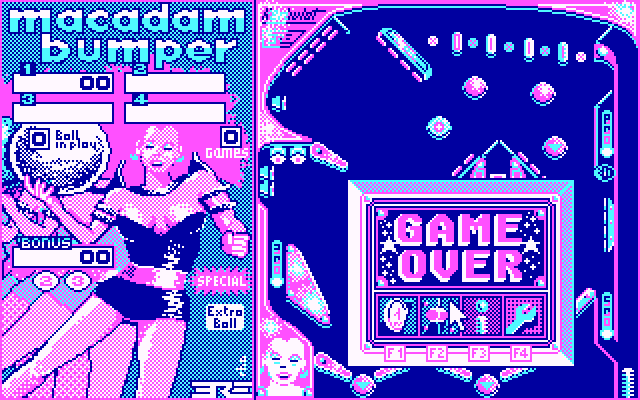 macadam
bumper
1
2
00
3
4
0
Ball
in play
0
GAMES
BONUS
00
2
3
SPECIAL
Extra
Ball
ERE
GAME
OVER
F1
F2
F3
F4